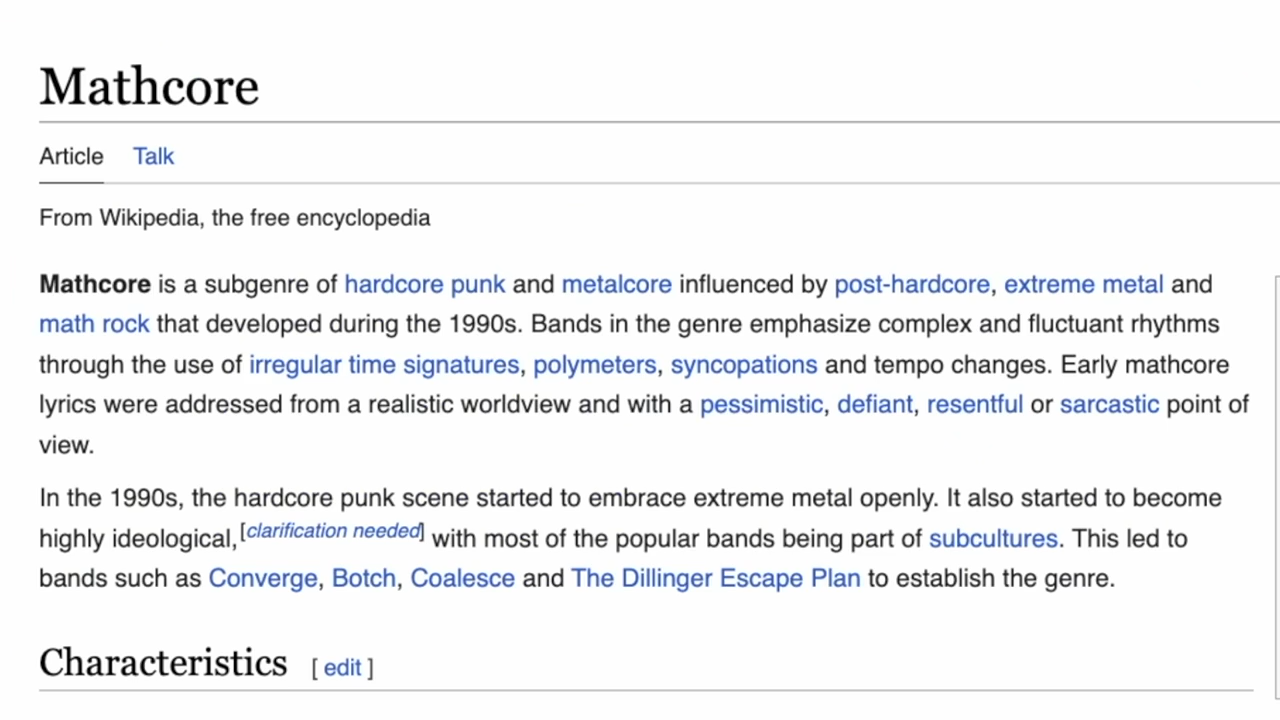 Mathcore
Article Talk
From Wikipedia, the free encyclopedia
Mathcore is a subgenre of hardcore punk and metalcore influenced by post-hardcore, extreme metal and
math rock that developed during the 1990s. Bands in the genre emphasize complex and fluctuant rhythms
through the use of irregular time signatures, polymeters, syncopations and tempo changes. Early mathcore
lyrics were addressed from a realistic worldview and with a pessimistic, defiant, resentful or sarcastic point of
view.
In the 1990s, the hardcore punk scene started to embrace extreme metal openly. It also started to become
highly ideological,[clarification needed] with most of the popular bands being part of subcultures. This led to
bands such as Converge, Botch, Coalesce and The Dillinger Escape Plan to establish the genre.
Characteristics [ edit ]